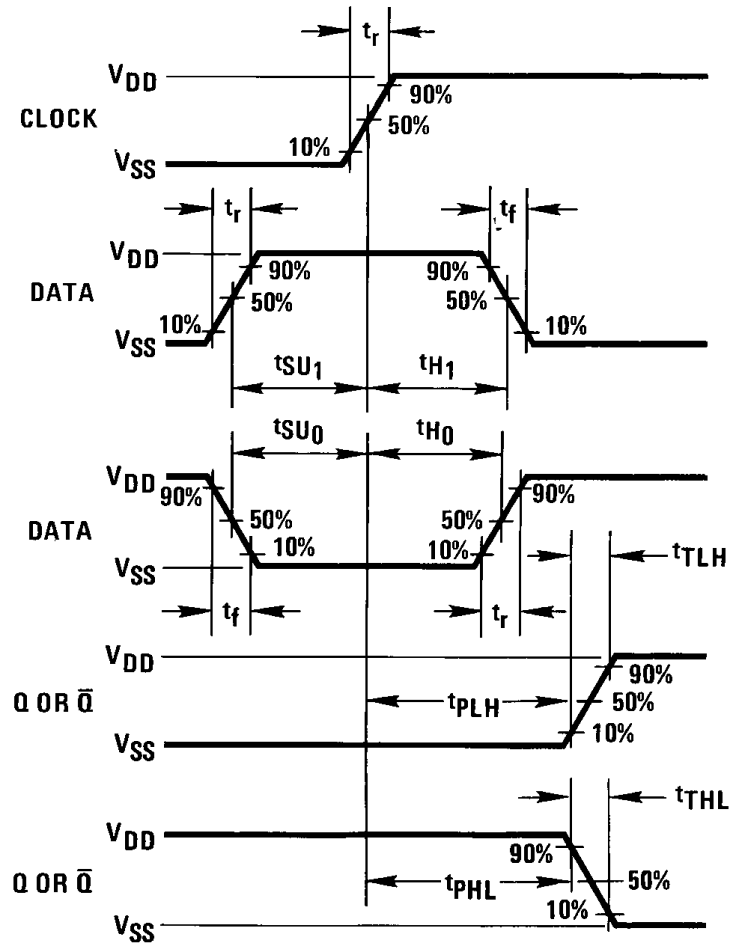 tr
VDD
90%
CLOCK
50%
10%
VSS
tr
tf
VDD
90%
90%
DATA
50%
50%
10%
10%
VSS
tSU1
tH1
tSU0
tH0
VDD
90%
90%
DATA
50%
50%
10%
10%
tTLH
VSS
tf
tr
VDD
90%
Q OR Q̅
tPLH
50%
10%
VSS
tTHL
VDD
90%
Q OR Q̅
tPHL
50%
10%
VSS